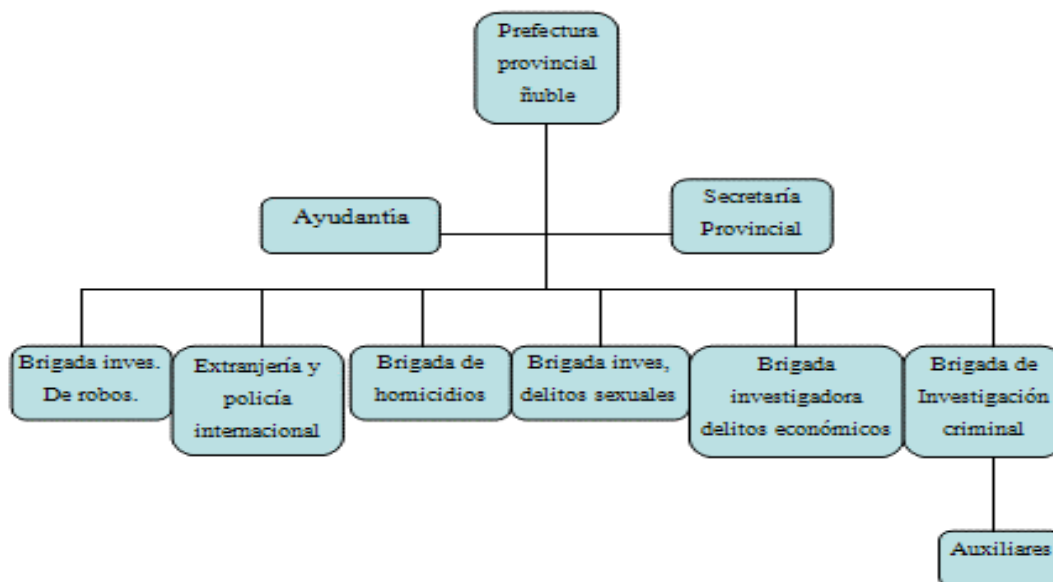 Prefectura
provincial
ñuble
Ayudantía
Secretaría
Provincial
Brigada inves.
De robos.
Extranjería y
policía
internacional
Brigada de
homicidios
Brigada inves,
delitos sexuales
Brigada
investigadora
delitos económicos
Brigada de
Investigación
criminal
Auxiliares